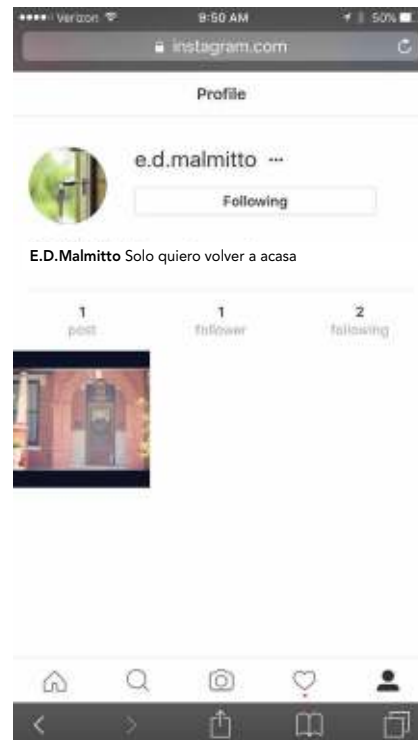 Verizon 9:50 AM 50%
instagram.com
Profile
e.d.malmitto ...
Following
E.D.Malmitto Solo quiero volver a acasa
1 1 2
post follower following